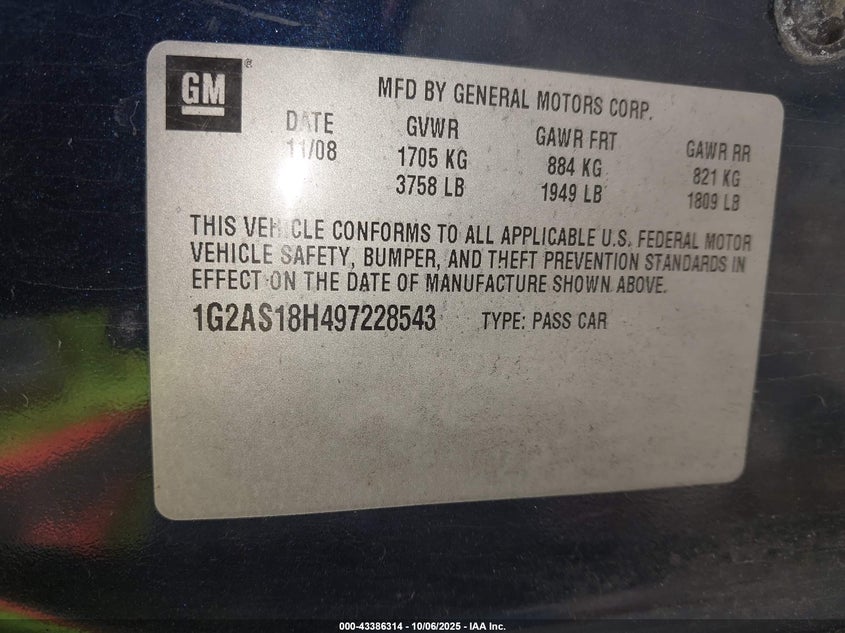 GM ®
MFD BY GENERAL MOTORS CORP.
DATE GVWR GAWR FRT GAWR RR
11/08 1705 KG 884 KG 821 KG
3758 LB 1949 LB 1809 LB
THIS VEHICLE CONFORMS TO ALL APPLICABLE U.S. FEDERAL MOTOR
VEHICLE SAFETY, BUMPER, AND THEFT PREVENTION STANDARDS IN
EFFECT ON THE DATE OF MANUFACTURE SHOWN ABOVE.
1G2AS18H497228543 TYPE: PASS CAR
000-43386314 - 10/06/2025 - IAA Inc.